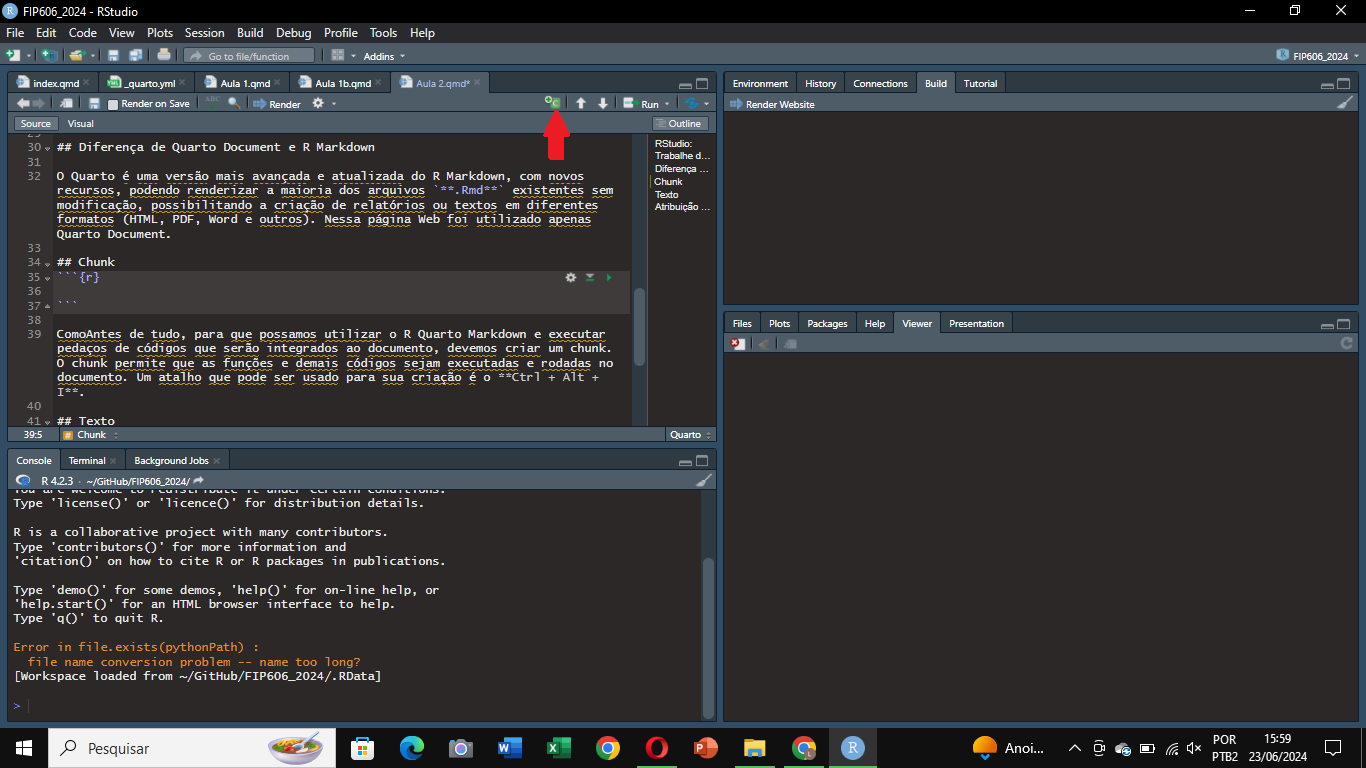 FIP606_2024 - RStudio
File Edit Code View Plots Session Build Debug Profile Tools Help
Go to file/function Addins FIP606_2024
index.qmd _quarto.yml Aula 1.qmd Aula 1b.qmd Aula 2.qmd*
Render on Save ABC Render Run
Source Visual Outline
30 ## Diferença de Quarto Document e R Markdown
31
32 O Quarto é uma versão mais avançada e atualizada do R Markdown, com novos
recursos, podendo renderizar a maioria dos arquivos `**.Rmd**` existentes sem
modificação, possibilitando a criação de relatórios ou textos em diferentes
formatos (HTML, PDF, Word e outros). Nessa página Web foi utilizado apenas
Quarto Document.
33
34 ## Chunk
35 ```{r}
36
37 ```
38
39 ComoAntes de tudo, para que possamos utilizar o R Quarto Markdown e executar
pedaços de códigos que serão integrados ao documento, devemos criar um chunk.
O chunk permite que as funções e demais códigos sejam executadas e rodadas no
documento. Um atalho que pode ser usado para sua criação é o **Ctrl + Alt +
I**.
40
41 ## Texto
RStudio:
Trabalhe d...
Diferença ...
Chunk
Texto
Atribuição ...
39:5 # Chunk Quarto
Console Terminal Background Jobs
R 4.2.3 · ~/GitHub/FIP606_2024/
You are welcome to redistribute it under certain conditions.
Type 'license()' or 'licence()' for distribution details.
R is a collaborative project with many contributors.
Type 'contributors()' for more information and
'citation()' on how to cite R or R packages in publications.
Type 'demo()' for some demos, 'help()' for on-line help, or
'help.start()' for an HTML browser interface to help.
Type 'q()' to quit R.
Error in file.exists(pythonPath) :
file name conversion problem -- name too long?
[Workspace loaded from ~/GitHub/FIP606_2024/.RData]
>
Environment History Connections Build Tutorial
Render Website
Files Plots Packages Help Viewer Presentation
Pesquisar
Anoi...
POR
PTB2
15:59
23/06/2024